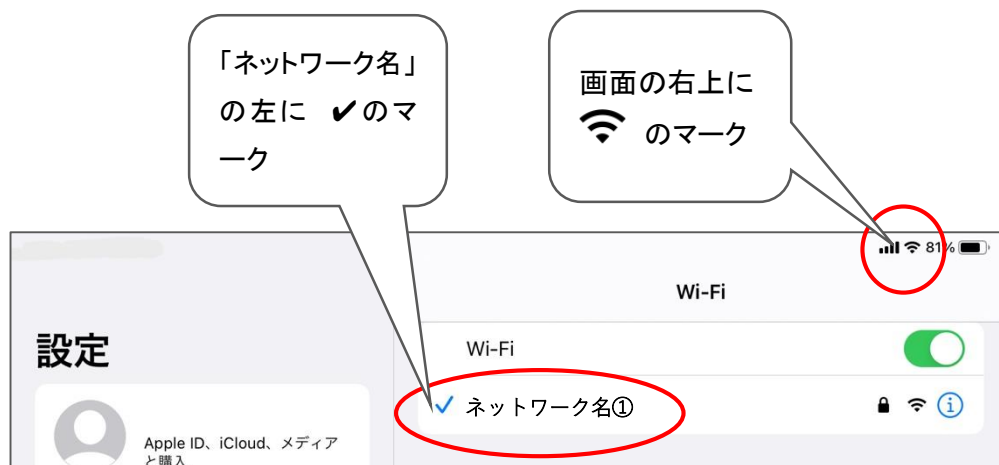 「ネットワーク名」
の左に ✔のマ
ーク
画面の右上に
のマーク
81%
Wi-Fi
設定
Wi-Fi
✓ ネットワーク名①
Apple ID、iCloud、メディア
と購入